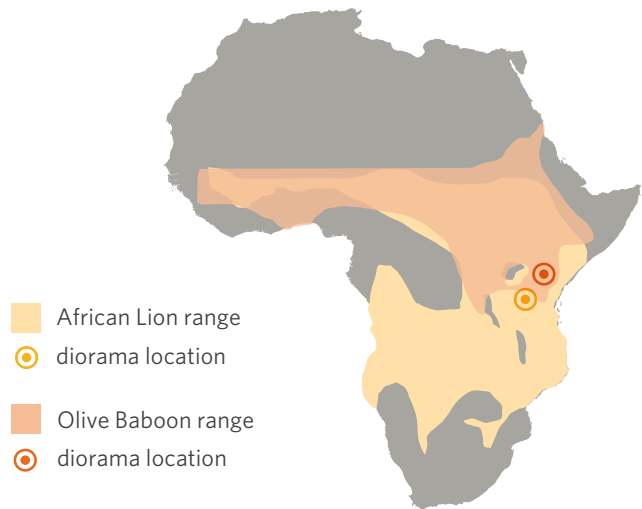 African Lion range
diorama location
Olive Baboon range
diorama location